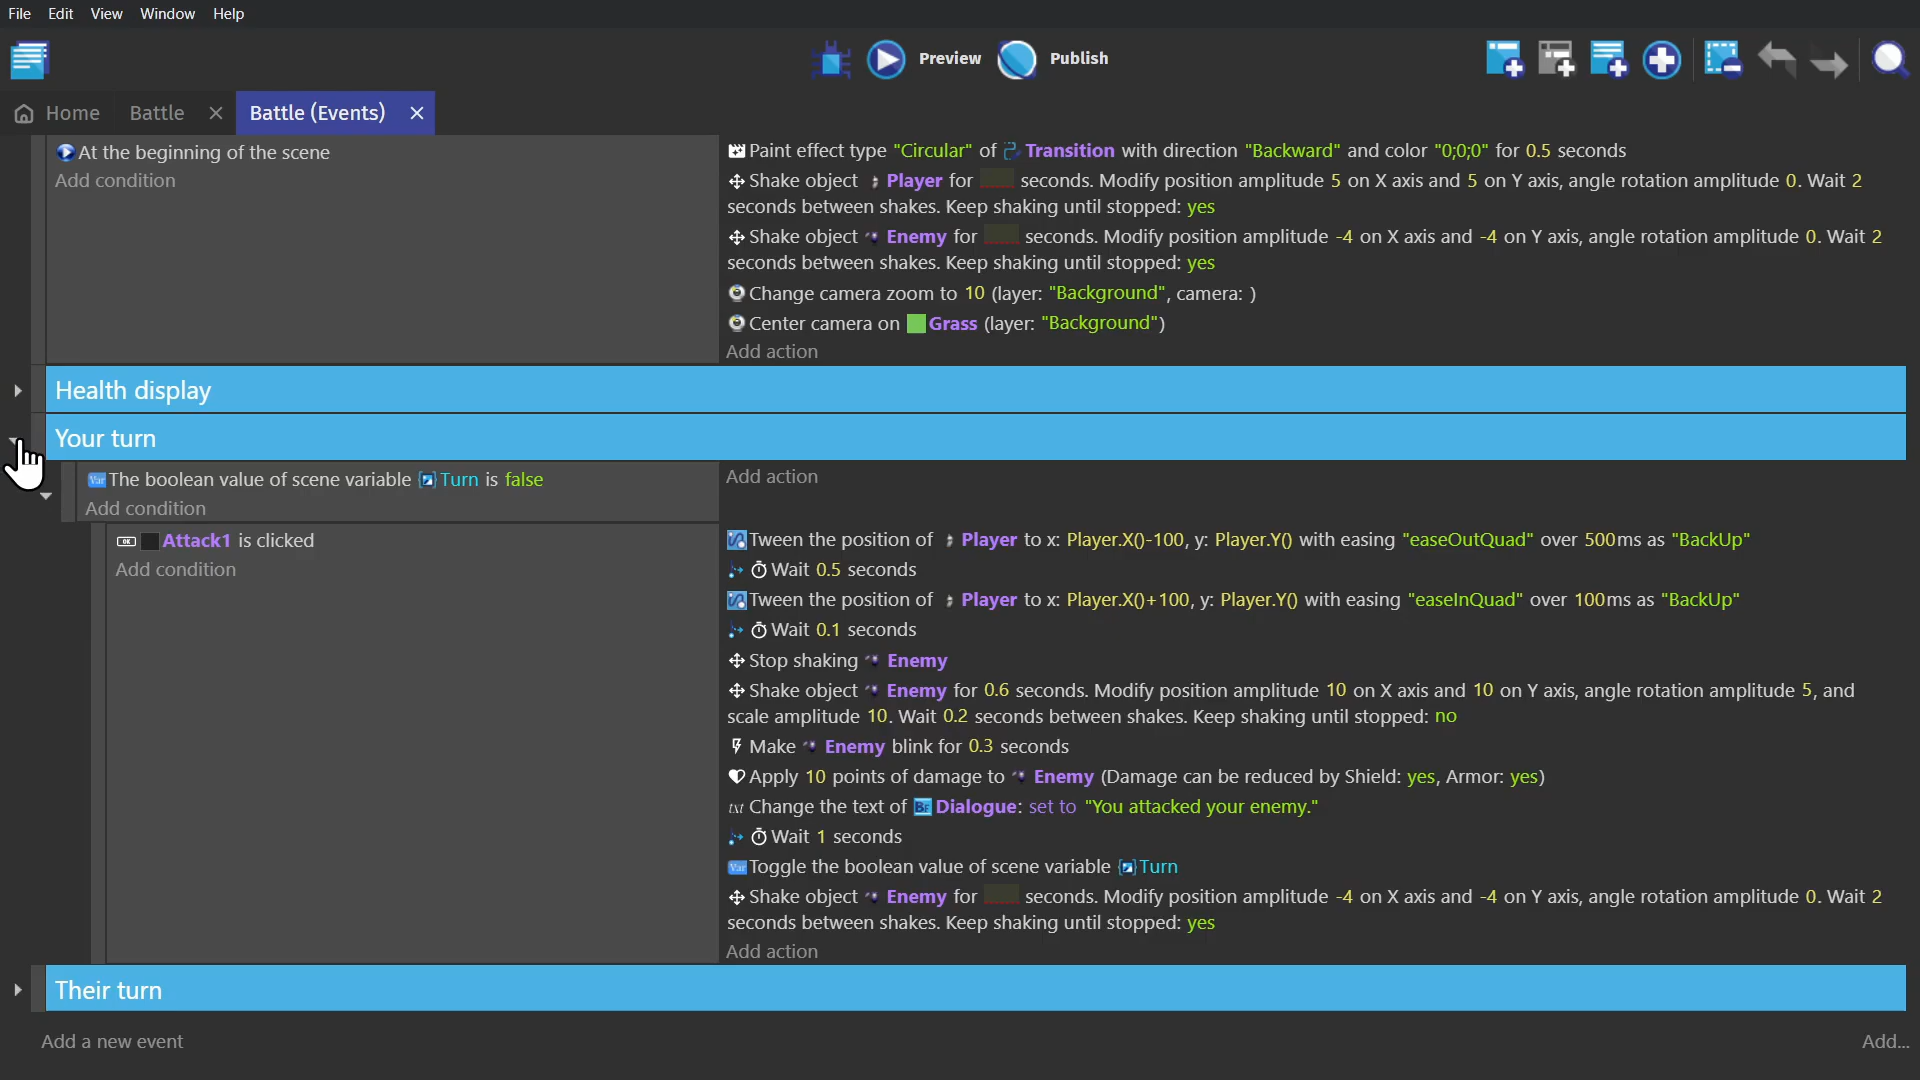 File Edit View Window Help
Preview Publish
Home Battle Battle (Events)
At the beginning of the scene
Add condition
Paint effect type "Circular" of Transition with direction "Backward" and color "0;0;0" for 0.5 seconds
Shake object Player for seconds. Modify position amplitude 5 on X axis and 5 on Y axis, angle rotation amplitude 0. Wait 2
seconds between shakes. Keep shaking until stopped: yes
Shake object Enemy for seconds. Modify position amplitude -4 on X axis and -4 on Y axis, angle rotation amplitude 0. Wait 2
seconds between shakes. Keep shaking until stopped: yes
Change camera zoom to 10 (layer: "Background", camera: )
Center camera on Grass (layer: "Background")
Add action
Health display
Your turn
Var The boolean value of scene variable Turn is false
Add condition
Add action
OK Attack1 is clicked
Add condition
Tween the position of Player to x: Player.X()-100, y: Player.Y() with easing "easeOutQuad" over 500ms as "BackUp"
Wait 0.5 seconds
Tween the position of Player to x: Player.X()+100, y: Player.Y() with easing "easeInQuad" over 100ms as "BackUp"
Wait 0.1 seconds
Stop shaking Enemy
Shake object Enemy for 0.6 seconds. Modify position amplitude 10 on X axis and 10 on Y axis, angle rotation amplitude 5, and
scale amplitude 10. Wait 0.2 seconds between shakes. Keep shaking until stopped: no
Make Enemy blink for 0.3 seconds
Apply 10 points of damage to Enemy (Damage can be reduced by Shield: yes, Armor: yes)
txt Change the text of BF Dialogue: set to "You attacked your enemy."
Wait 1 seconds
Var Toggle the boolean value of scene variable Turn
Shake object Enemy for seconds. Modify position amplitude -4 on X axis and -4 on Y axis, angle rotation amplitude 0. Wait 2
seconds between shakes. Keep shaking until stopped: yes
Add action
Their turn
Add a new event Add...